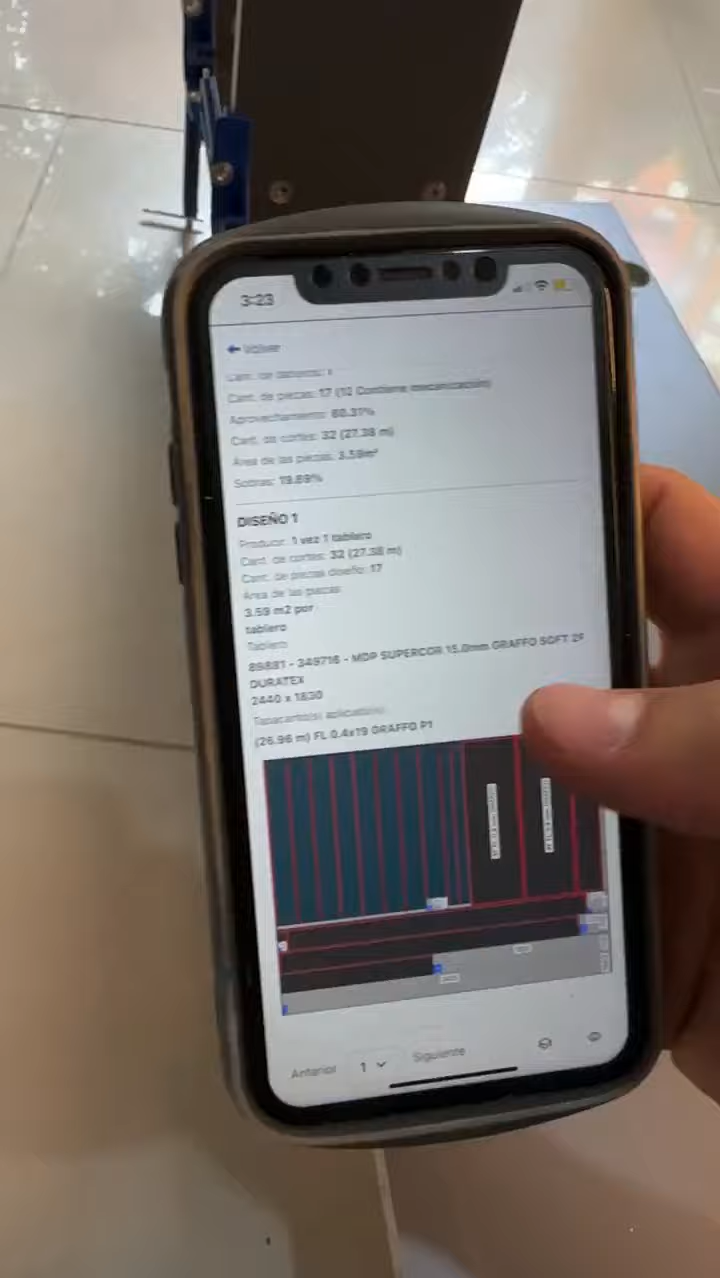 3:23
← Volver
Cant. de tableros: 1
Cant. de piezas: 17 (12 Contiene mecanización)
Aprovechamiento: 80.31%
Cant. de cortes: 32 (27.38 m)
Área de las piezas: 3.59m²
Sobras: 19.69%
DISEÑO 1
Producir: 1 vez 1 tablero
Cant. de cortes: 32 (27.38 m)
Cant. de piezas diseño: 17
Área de las piezas:
3.59 m2 por
tablero
Tablero:
- MDP SUPERCOR 15.0mm GRAFFO SOFT 2F
DURATEX
2440 x 1830
Tapacanto(s) aplicado(s):
(26.96 m) FL 0.4x19 GRAFFO P1
Anterior 1 Siguiente